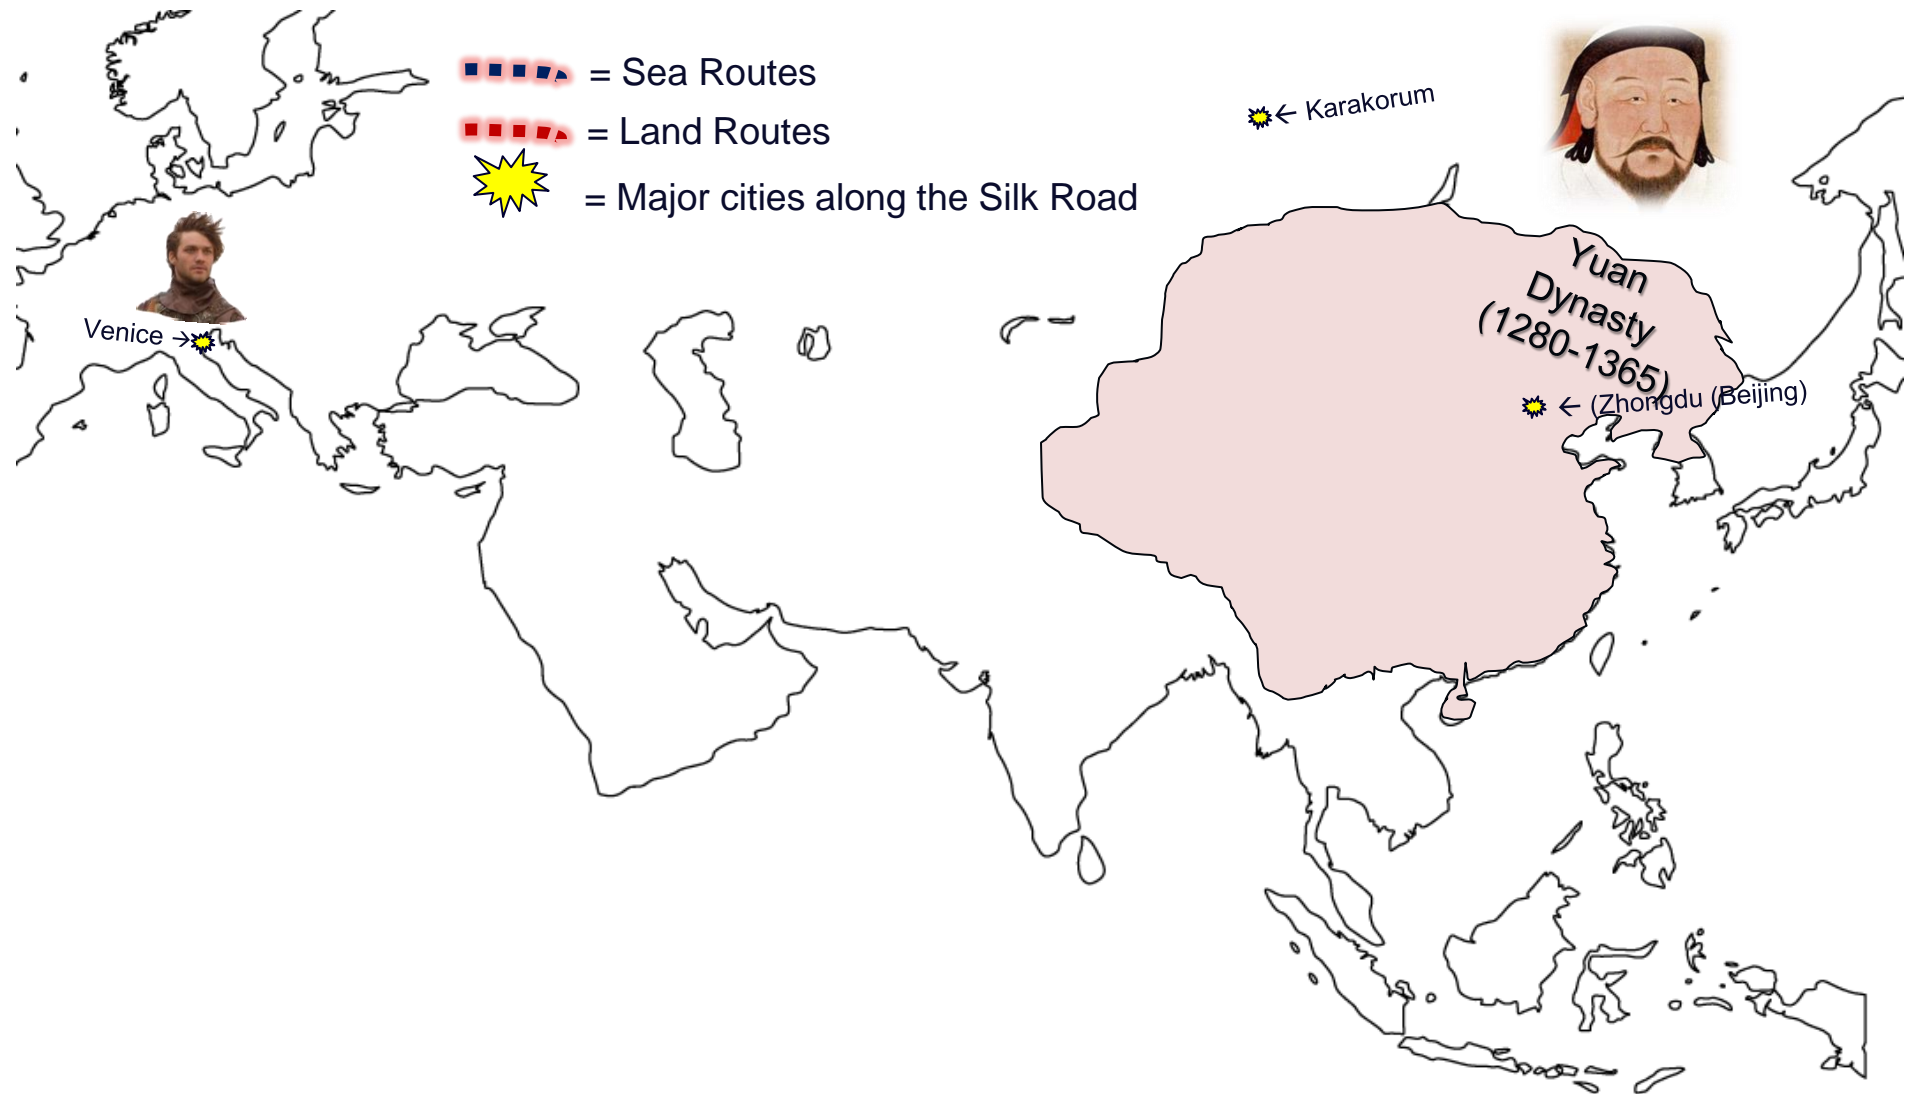 = Sea Routes
= Land Routes
= Major cities along the Silk Road
← Karakorum
Yuan
Dynasty
(1280-1365)
Venice →
← (Zhongdu (Beijing)